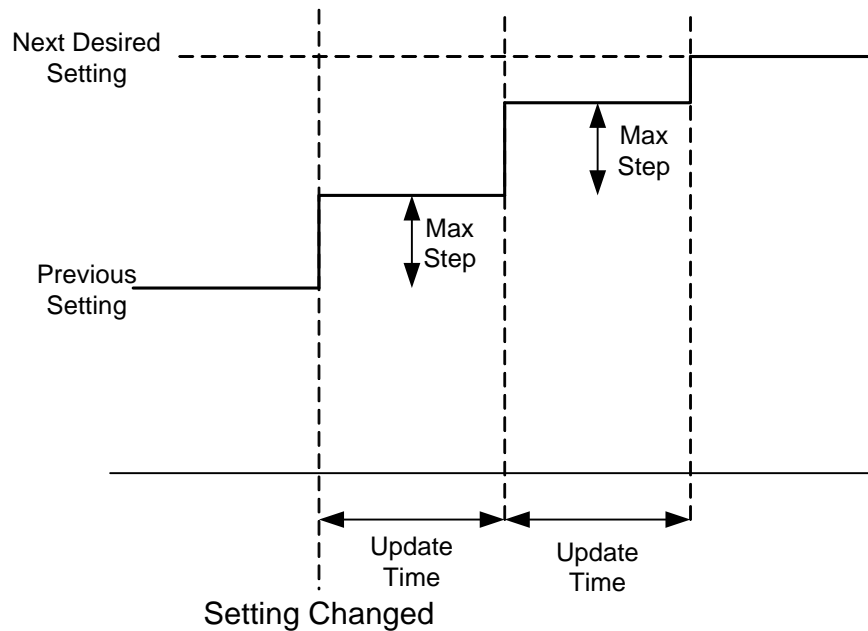 Next Desired
Setting
Max
Step
Max
Step
Previous
Setting
Update
Time
Update
Time
Setting Changed